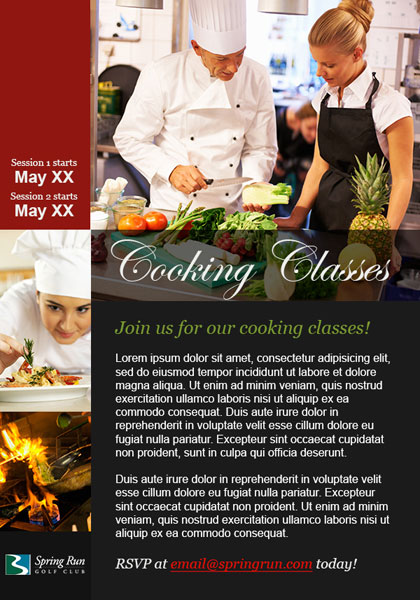 Session 1 starts
May XX
Session 2 starts
May XX
Cooking Classes
Join us for our cooking classes!
Lorem ipsum dolor sit amet, consectetur adipisicing elit,
sed do eiusmod tempor incididunt ut labore et dolore
magna aliqua. Ut enim ad minim veniam, quis nostrud
exercitation ullamco laboris nisi ut aliquip ex ea
commodo consequat. Duis aute irure dolor in
reprehenderit in voluptate velit esse cillum dolore eu
fugiat nulla pariatur. Excepteur sint occaecat cupidatat
non proident, sunt in culpa qui officia deserunt.
Duis aute irure dolor in reprehenderit in voluptate velit
esse cillum dolore eu fugiat nulla pariatur. Excepteur
sint occaecat cupidatat non proident. Ut enim ad minim
veniam, quis nostrud exercitation ullamco laboris nisi ut
aliquip ex ea commodo consequat.
RSVP at email@springrun.com today!
Spring Run
GOLF CLUB